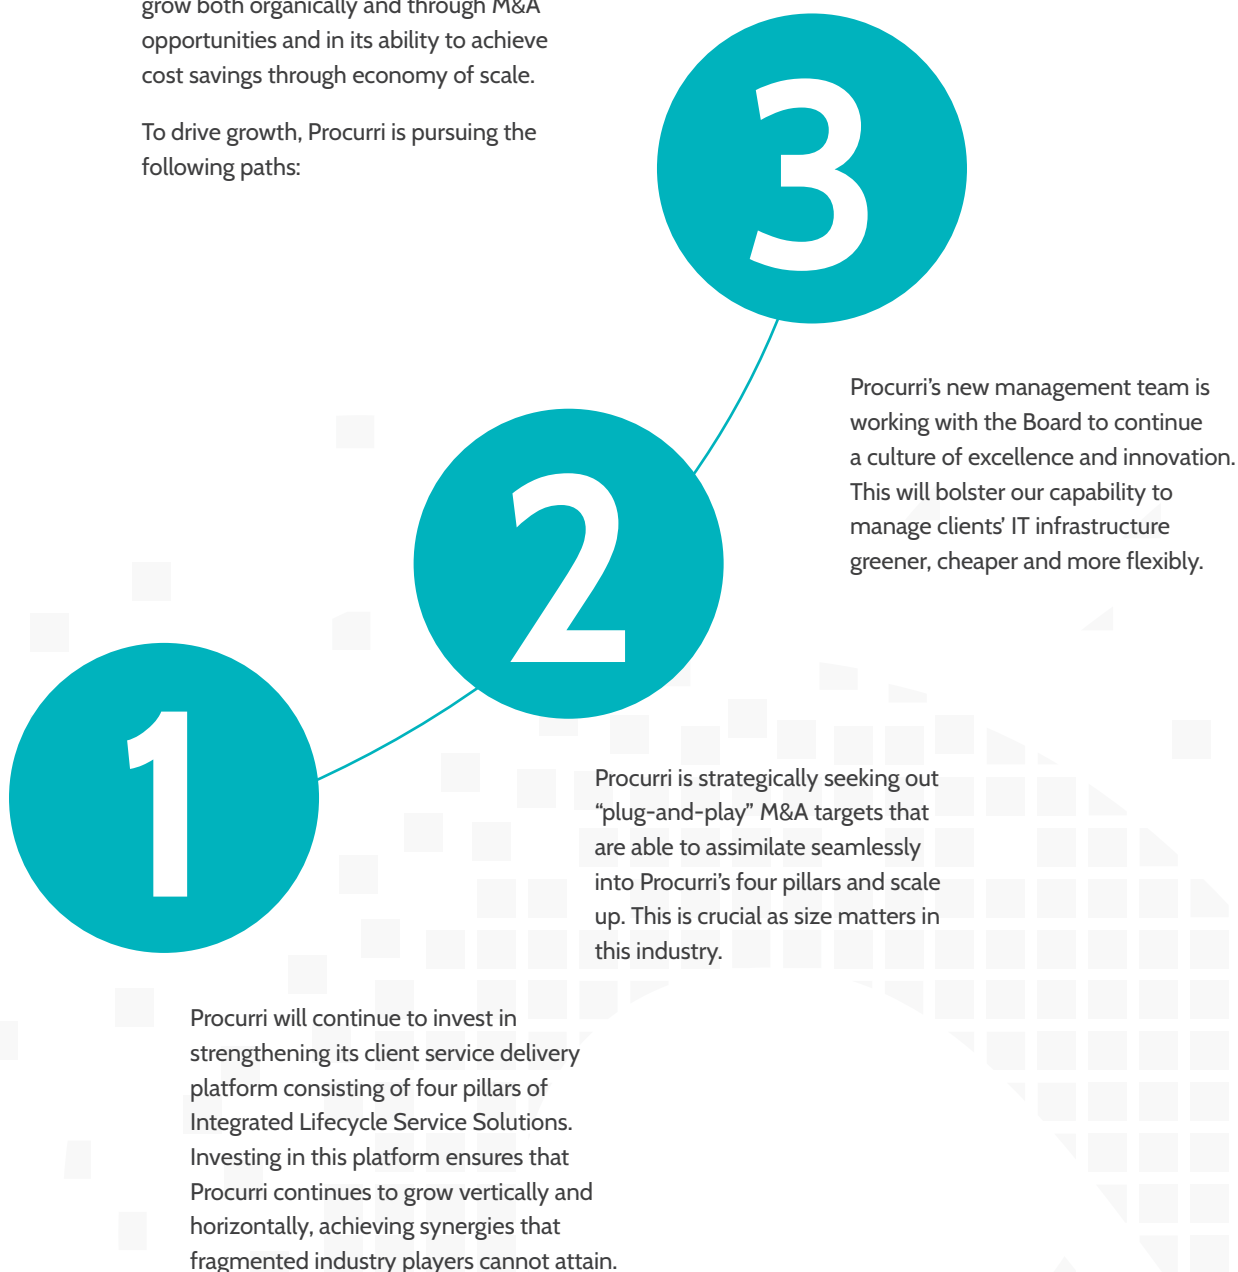 grow both organically and through M&A
opportunities and in its ability to achieve
cost savings through economy of scale.
To drive growth, Procurri is pursuing the
following paths:
3
Procurri’s new management team is
working with the Board to continue
a culture of excellence and innovation.
This will bolster our capability to
manage clients’ IT infrastructure
greener, cheaper and more flexibly.
2
Procurri is strategically seeking out
“plug-and-play” M&A targets that
are able to assimilate seamlessly
into Procurri’s four pillars and scale
up. This is crucial as size matters in
this industry.
1
Procurri will continue to invest in
strengthening its client service delivery
platform consisting of four pillars of
Integrated Lifecycle Service Solutions.
Investing in this platform ensures that
Procurri continues to grow vertically and
horizontally, achieving synergies that
fragmented industry players cannot attain.